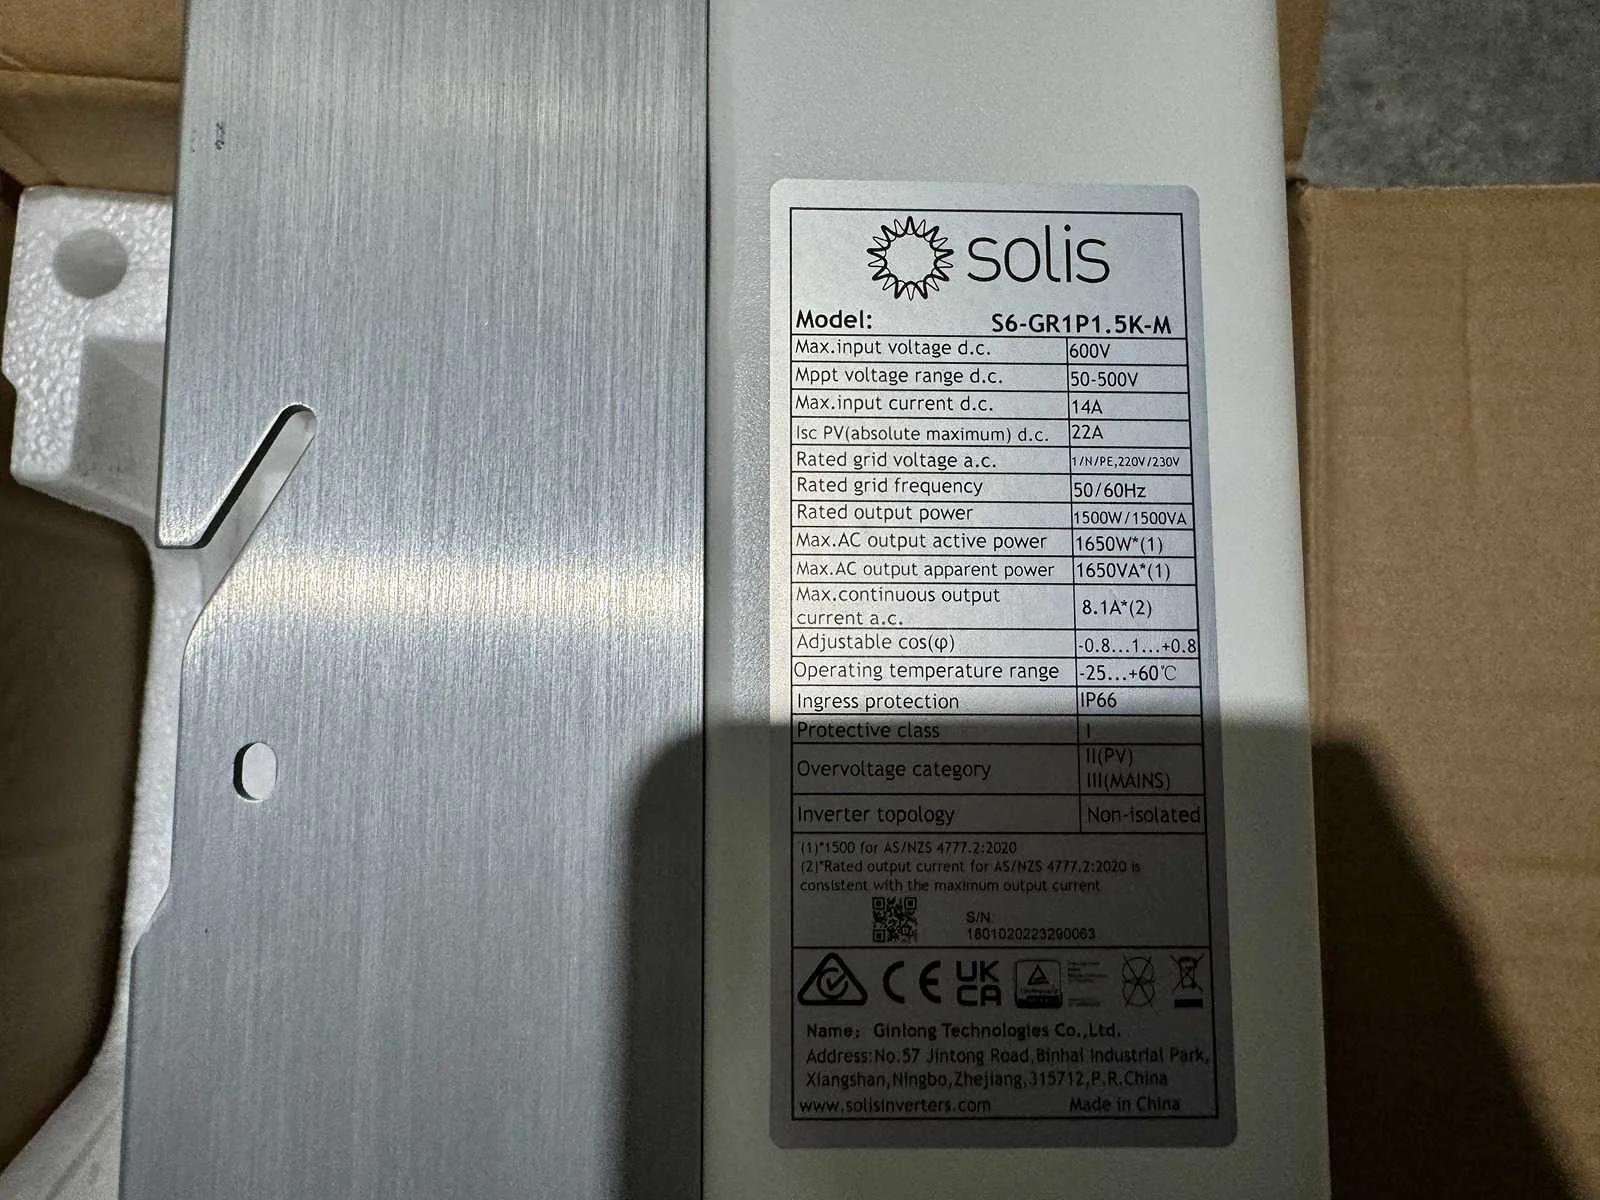 solis
Model: S6-GR1P1.5K-M
Max.input voltage d.c. 600V
Mppt voltage range d.c. 50-500V
Max.input current d.c. 14A
Isc PV(absolute maximum) d.c. 22A
Rated grid voltage a.c. 1/N/PE,220V/230V
Rated grid frequency 50/60Hz
Rated output power 1500W/1500VA
Max.AC output active power 1650W*(1)
Max.AC output apparent power 1650VA*(1)
Max.continuous output
current a.c. 8.1A*(2)
Adjustable cos(φ) -0.8...1...+0.8
Operating temperature range -25...+60℃
Ingress protection IP66
Protective class I
Overvoltage category II(PV)
III(MAINS)
Inverter topology Non-isolated
(1)*1500 for AS/NZS 4777.2:2020
(2)*Rated output current for AS/NZS 4777.2:2020 is
consistent with the maximum output current
S/N:
1801020223290063
CE UK
CA
Name: Ginlong Technologies Co.,Ltd.
Address:No.57 Jintong Road,Binhai Industrial Park,
Xiangshan,Ningbo,Zhejiang,315712,P.R.China
www.solisinverters.com Made in China